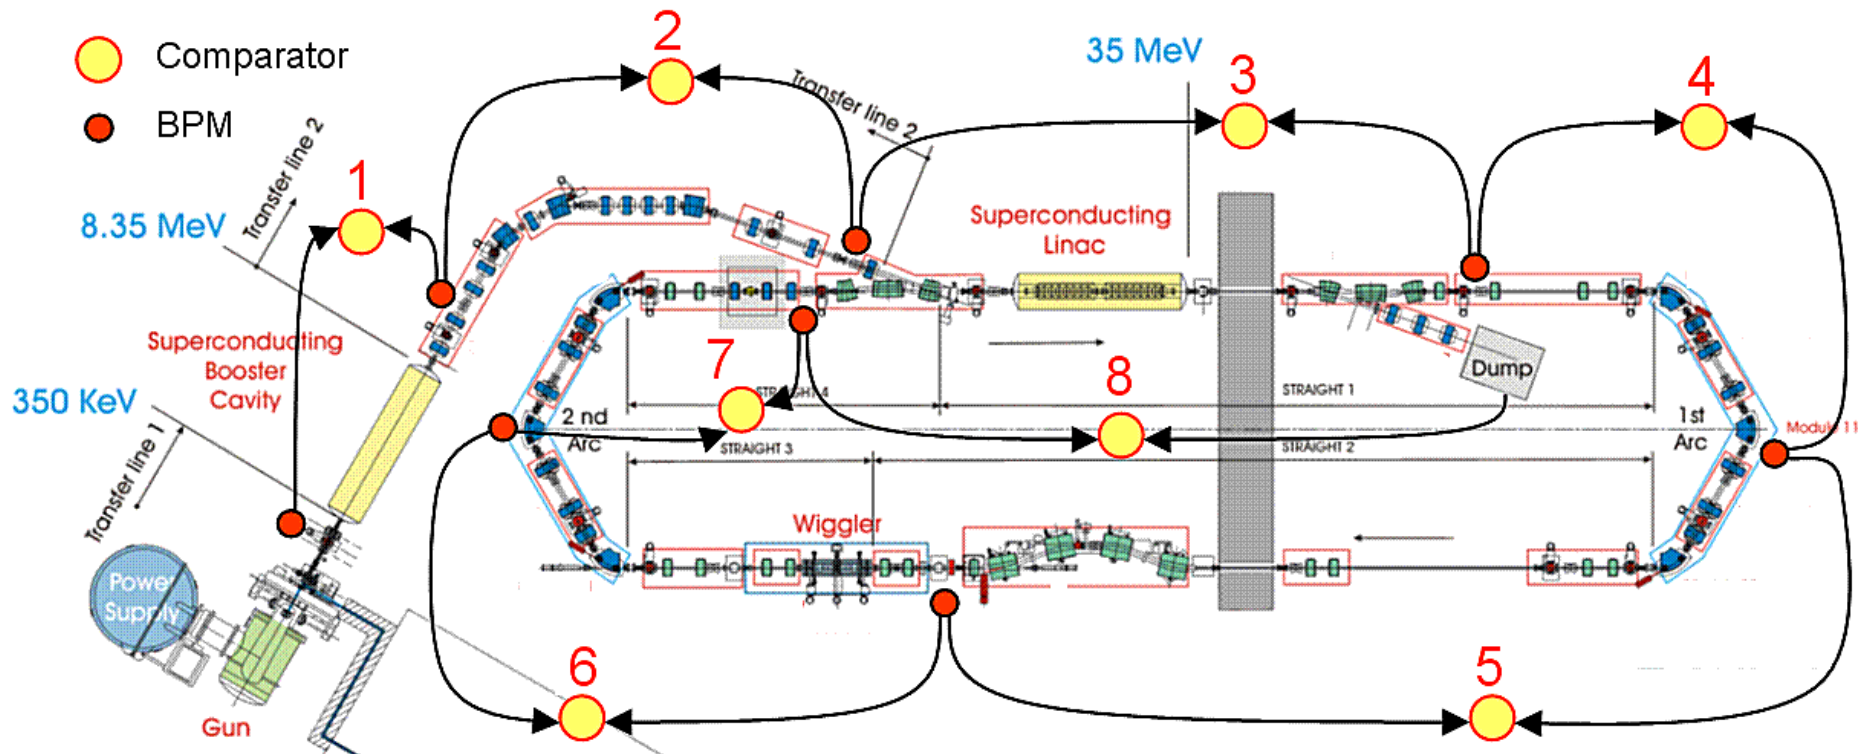 Comparator
BPM
2
35 MeV
3
4
Transfer line 2
Transfer line 2
1
8.35 MeV
Superconducting
Linac
Superconducting
Booster
Cavity
350 KeV
Transfer line 1
7
8
Dump
STRAIGHT 4
STRAIGHT 1
2 nd
Arc
1st
Arc
Module 11
STRAIGHT 3
STRAIGHT 2
Wiggler
Power
Supply
Gun
6
5